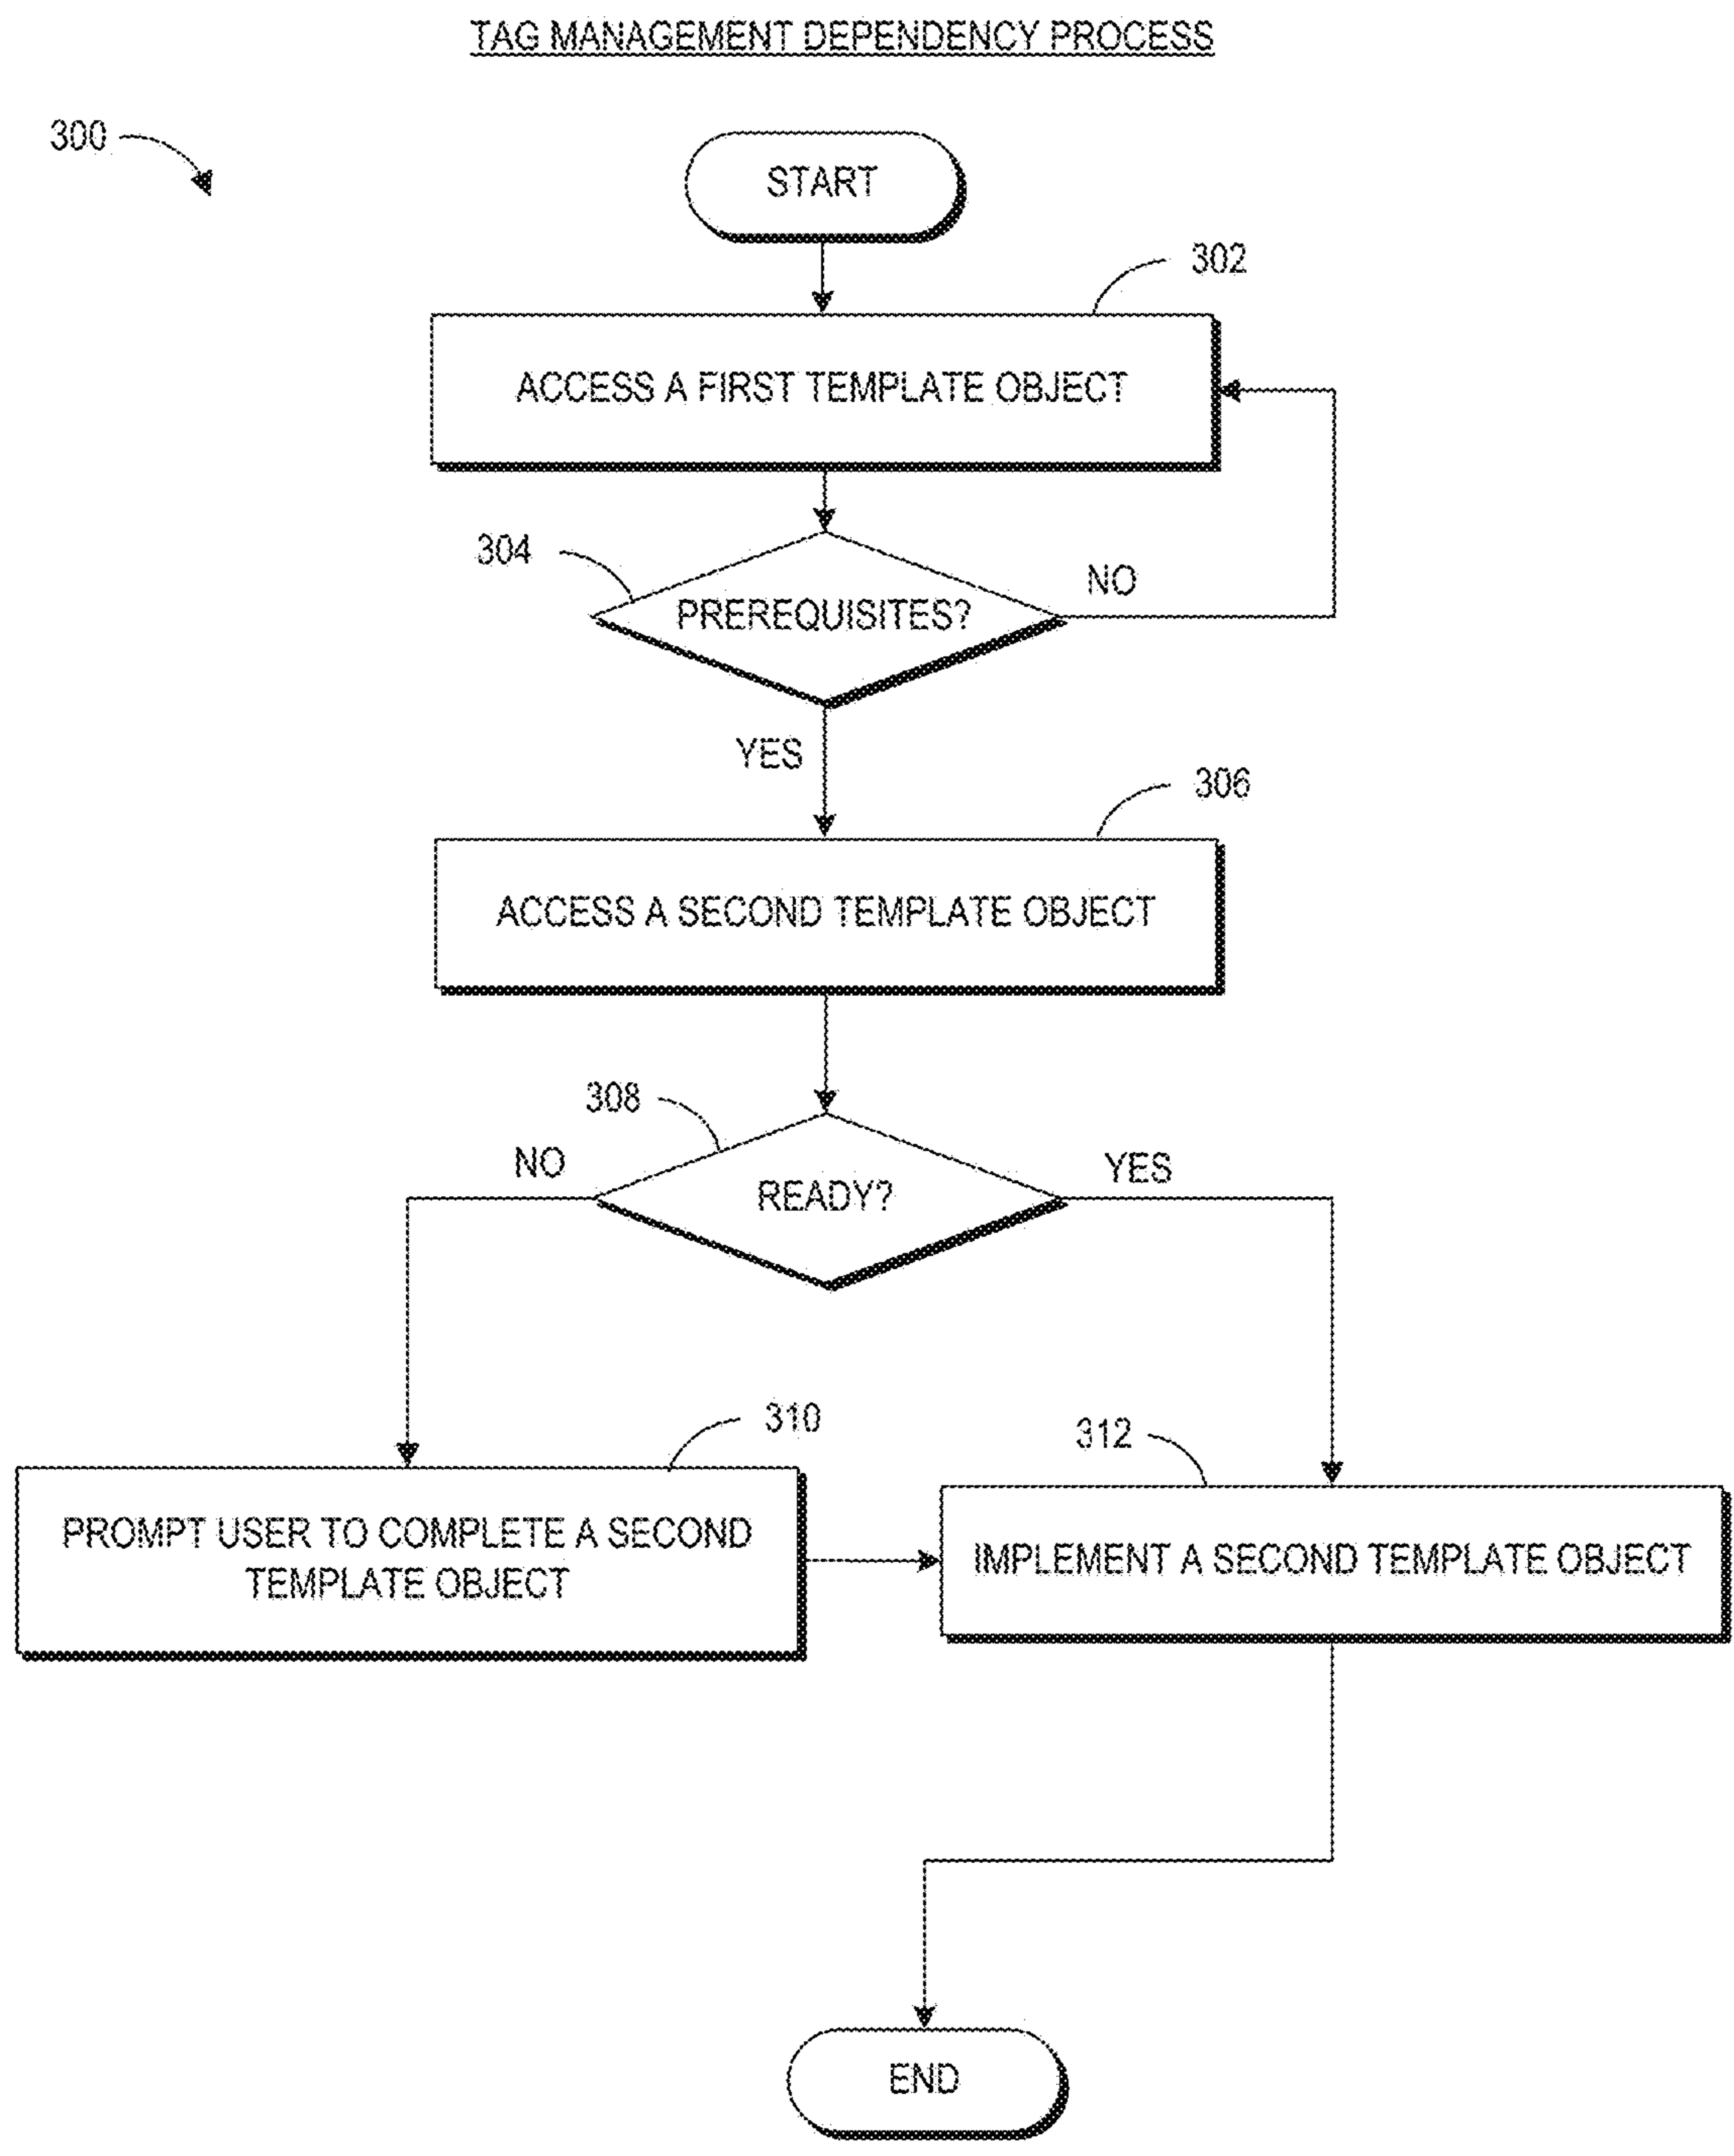 TAG MANAGEMENT DEPENDENCY PROCESS
300
START
302
ACCESS A FIRST TEMPLATE OBJECT
304
PREREQUISITES?
NO
YES
306
ACCESS A SECOND TEMPLATE OBJECT
308
NO
READY?
YES
310
312
PROMPT USER TO COMPLETE A SECOND
TEMPLATE OBJECT
IMPLEMENT A SECOND TEMPLATE OBJECT
END